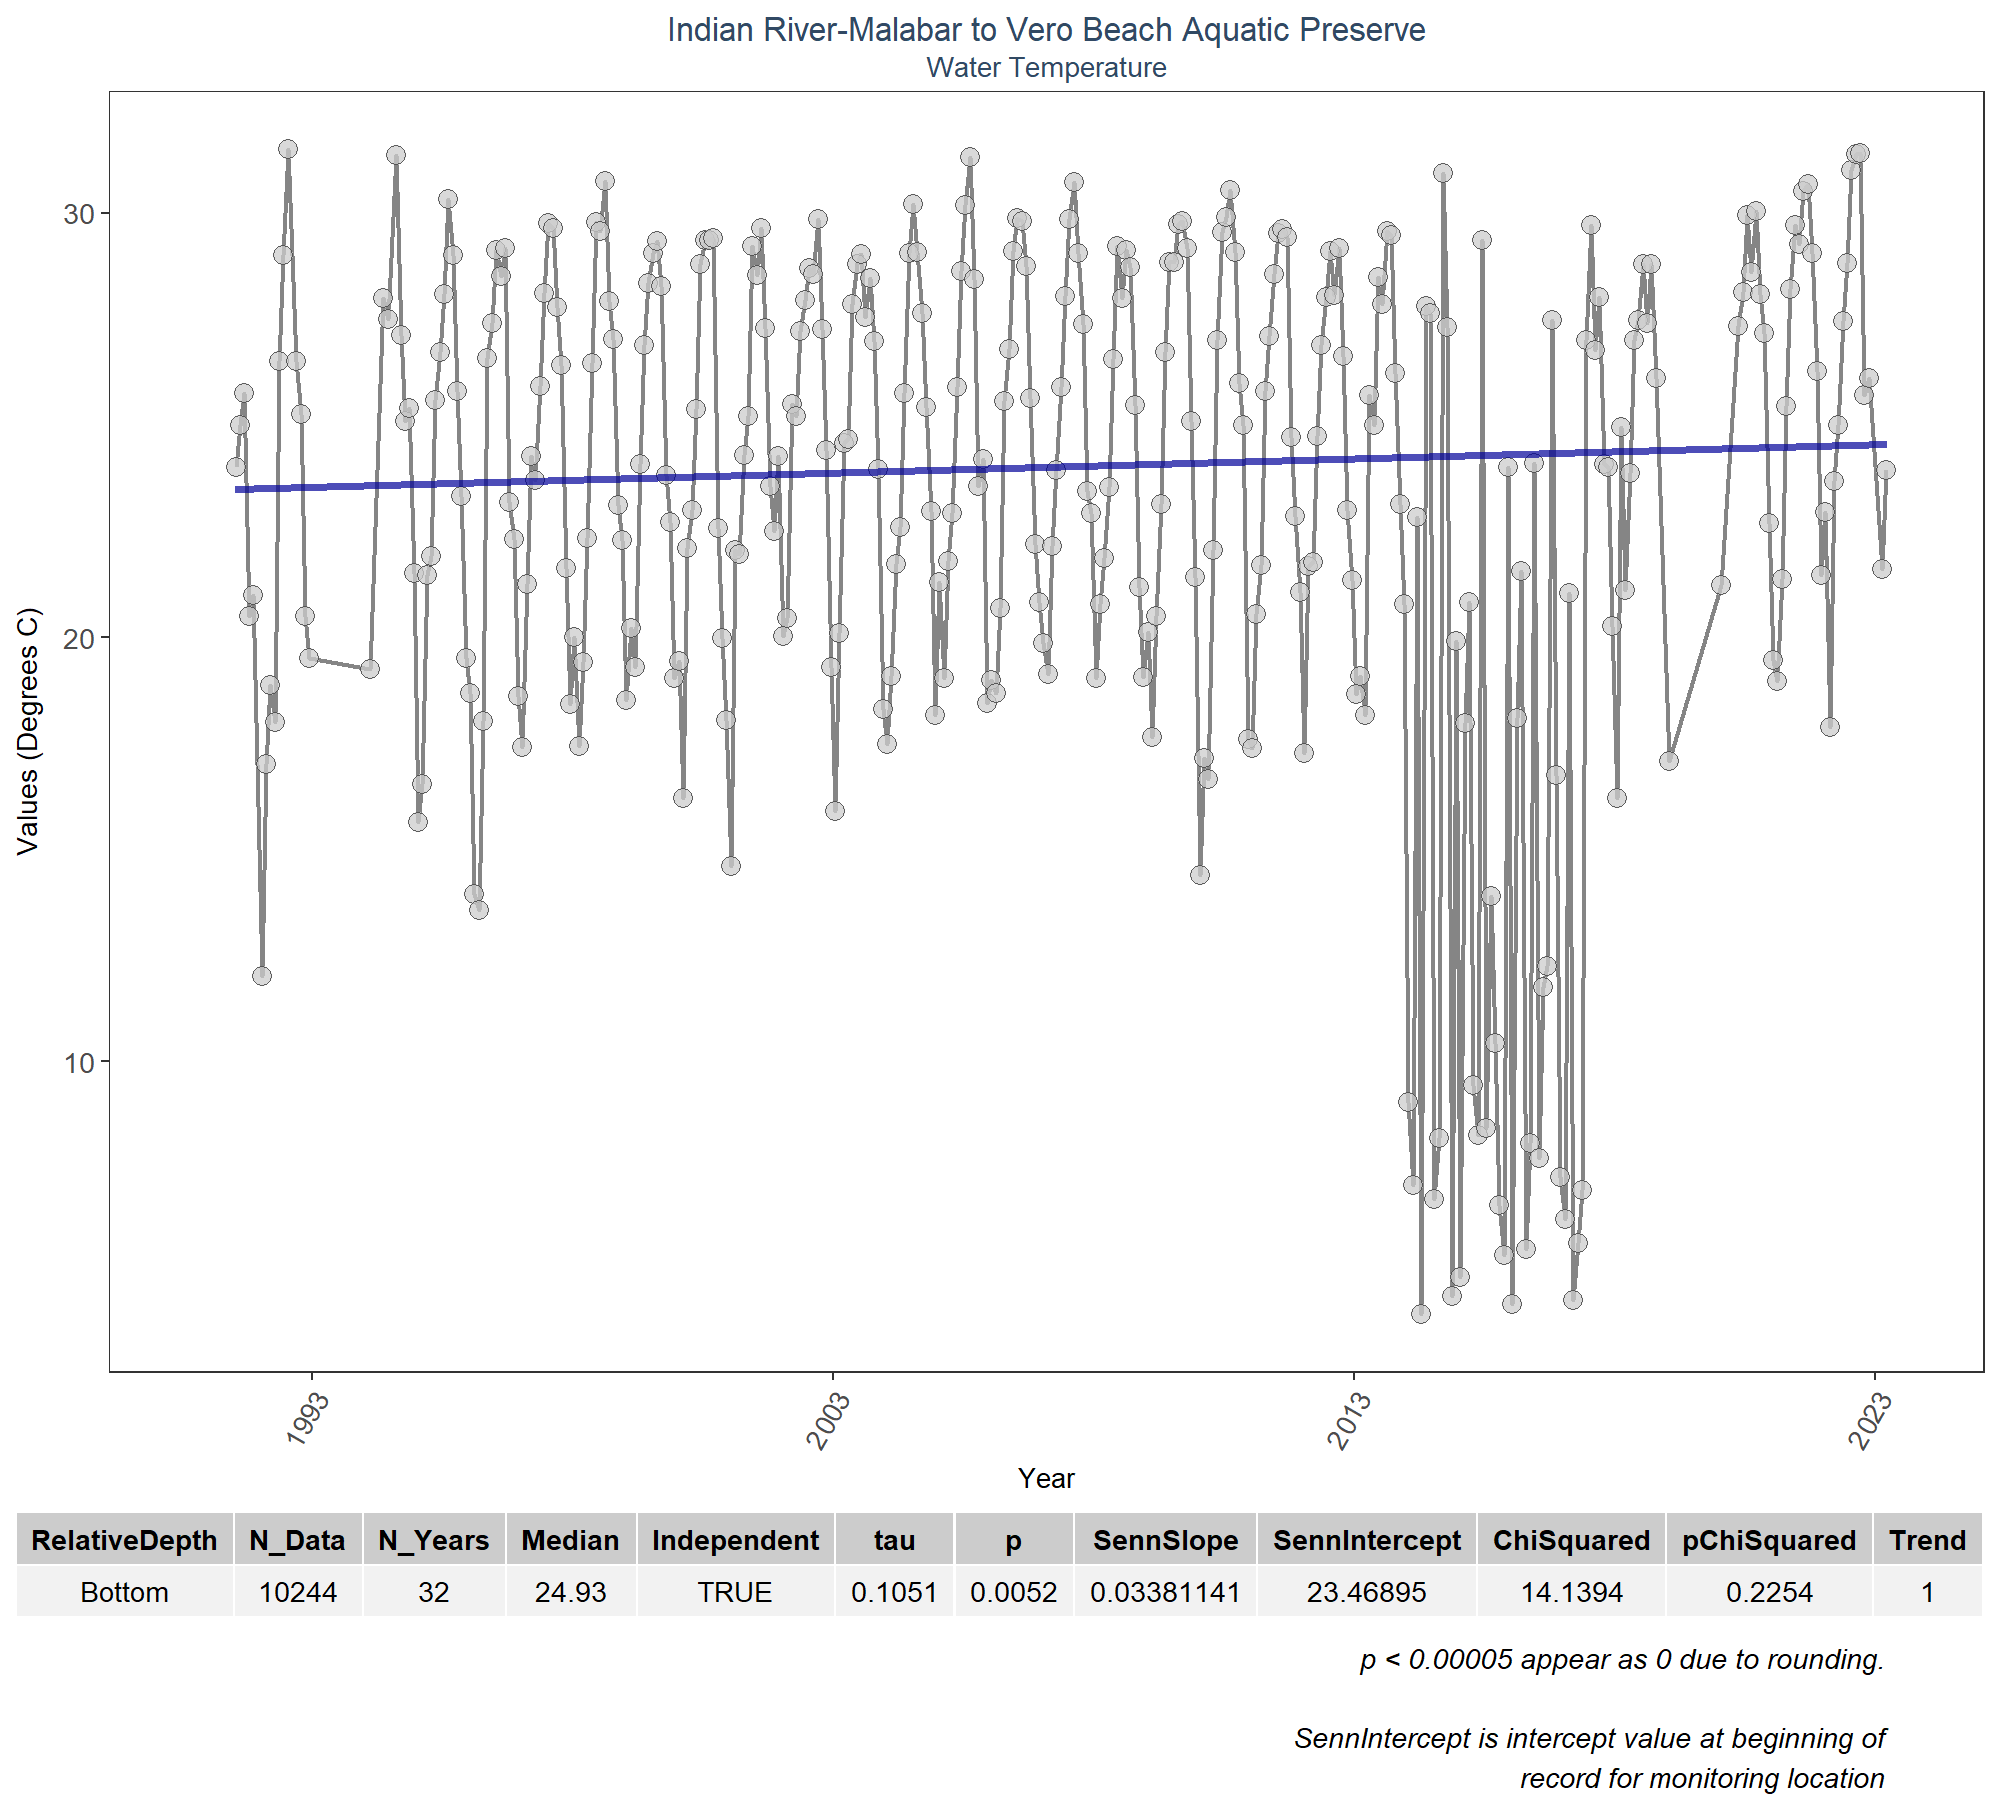 Indian River-Malabar to Vero Beach Aquatic Preserve
Water Temperature
Values (Degrees C)
30
20
10
1993
2003
2013
2023
Year
RelativeDepth N_Data N_Years Median Independent tau p SennSlope SennIntercept ChiSquared pChiSquared Trend
Bottom 10244 32 24.93 TRUE 0.1051 0.0052 0.03381141 23.46895 14.1394 0.2254 1
p < 0.00005 appear as 0 due to rounding.
SennIntercept is intercept value at beginning of
record for monitoring location